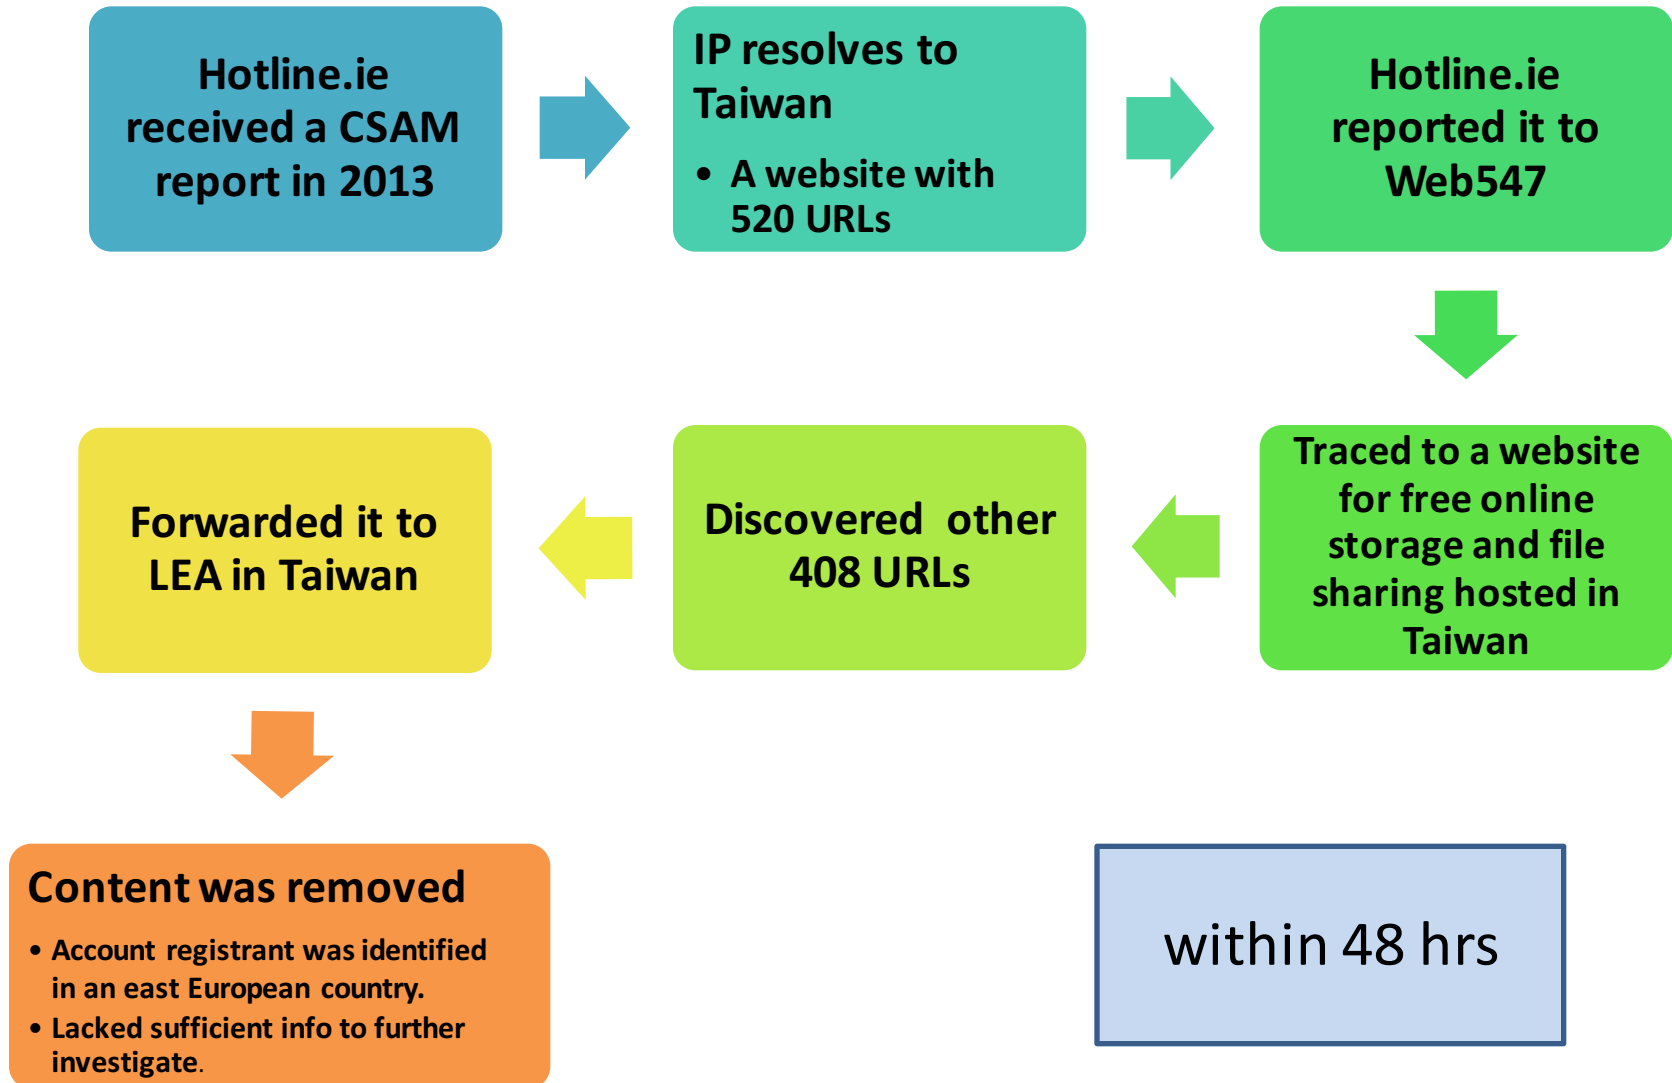 Hotline.ie
received a CSAM
report in 2013
IP resolves to
Taiwan
• A website with
520 URLs
Hotline.ie
reported it to
Web547
Traced to a website
for free online
storage and file
sharing hosted in
Taiwan
Discovered other
408 URLs
Forwarded it to
LEA in Taiwan
Content was removed
• Account registrant was identified
in an east European country.
• Lacked sufficient info to further
investigate.
within 48 hrs